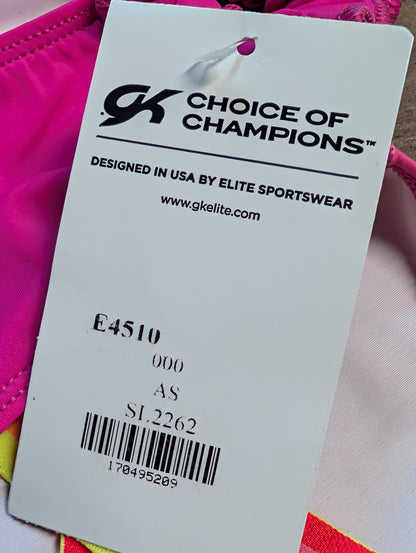 GK CHOICE OF
CHAMPIONS™
DESIGNED IN USA BY ELITE SPORTSWEAR
www.gkelite.com
E4510
000
AS
SL2262
170495209